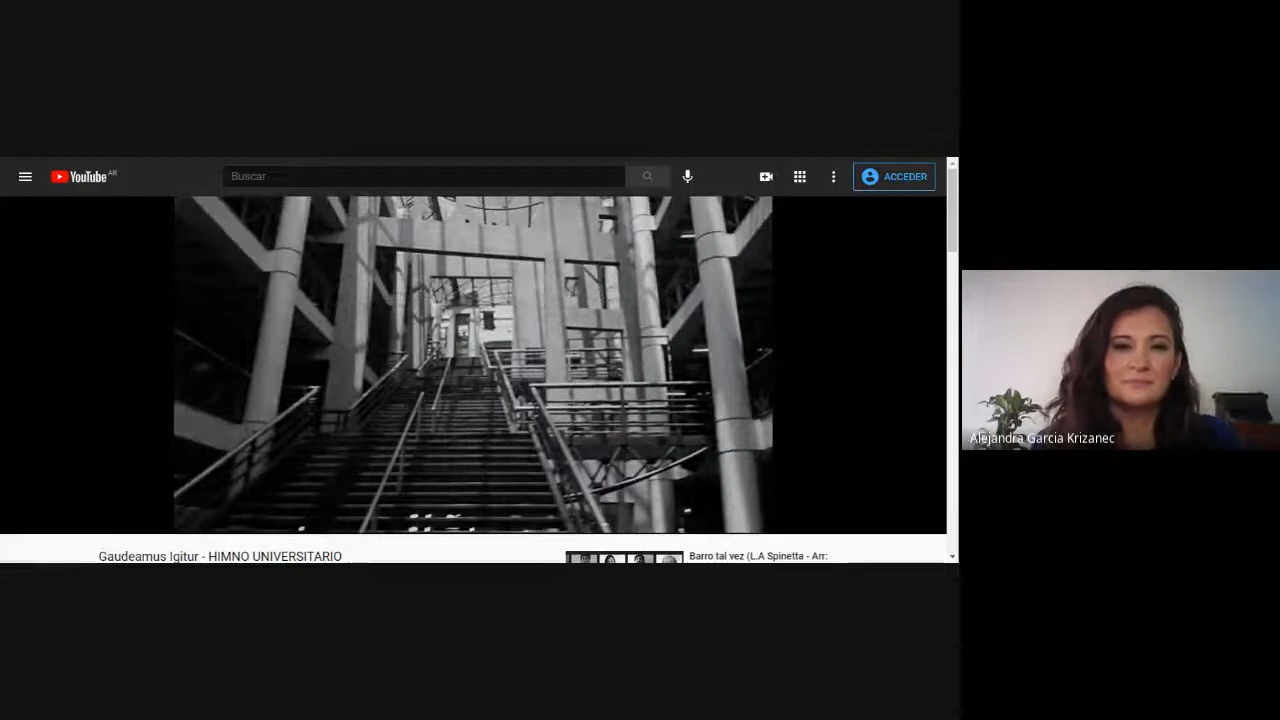 YouTube AR
Buscar
ACCEDER
Alejandra Garcia Krizanec
Gaudeamus Igitur - HIMNO UNIVERSITARIO
Barro tal vez (L.A Spinetta - Arr: